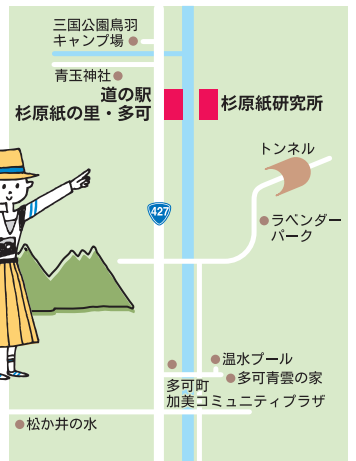 三国公園鳥羽
キャンプ場
青玉神社
道の駅
杉原紙の里・多可
杉原紙研究所
トンネル
427
ラベンダー
パーク
温水プール
多可青雲の家
多可町
加美コミュニティプラザ
松か井の水